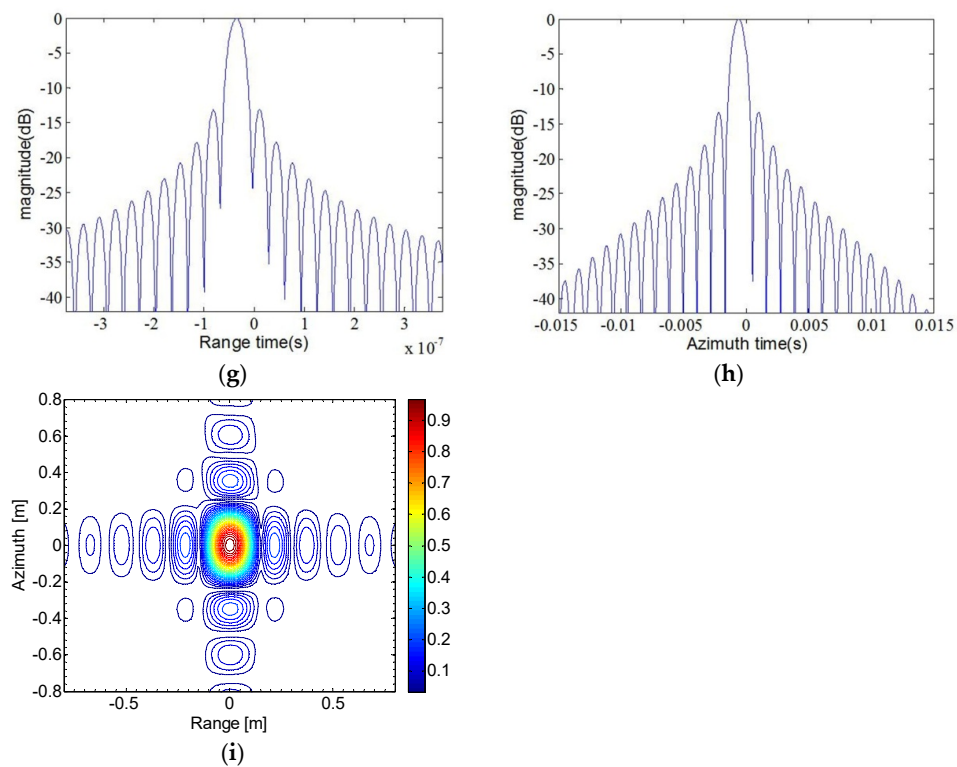 0
-5
-10
-15
-20
-25
-30
-35
-40
magnitude(dB)
-3 -2 -1 0 1 2 3
Range time(s)
x 10-7
(g)
0
-5
-10
-15
-20
-25
-30
-35
-40
magnitude(dB)
-0.015 -0.01 -0.005 0 0.005 0.01 0.015
Azimuth time(s)
(h)
0.8
0.6
0.4
0.2
0
-0.2
-0.4
-0.6
-0.8
Azimuth [m]
-0.5 0 0.5
Range [m]
0.9
0.8
0.7
0.6
0.5
0.4
0.3
0.2
0.1
(i)